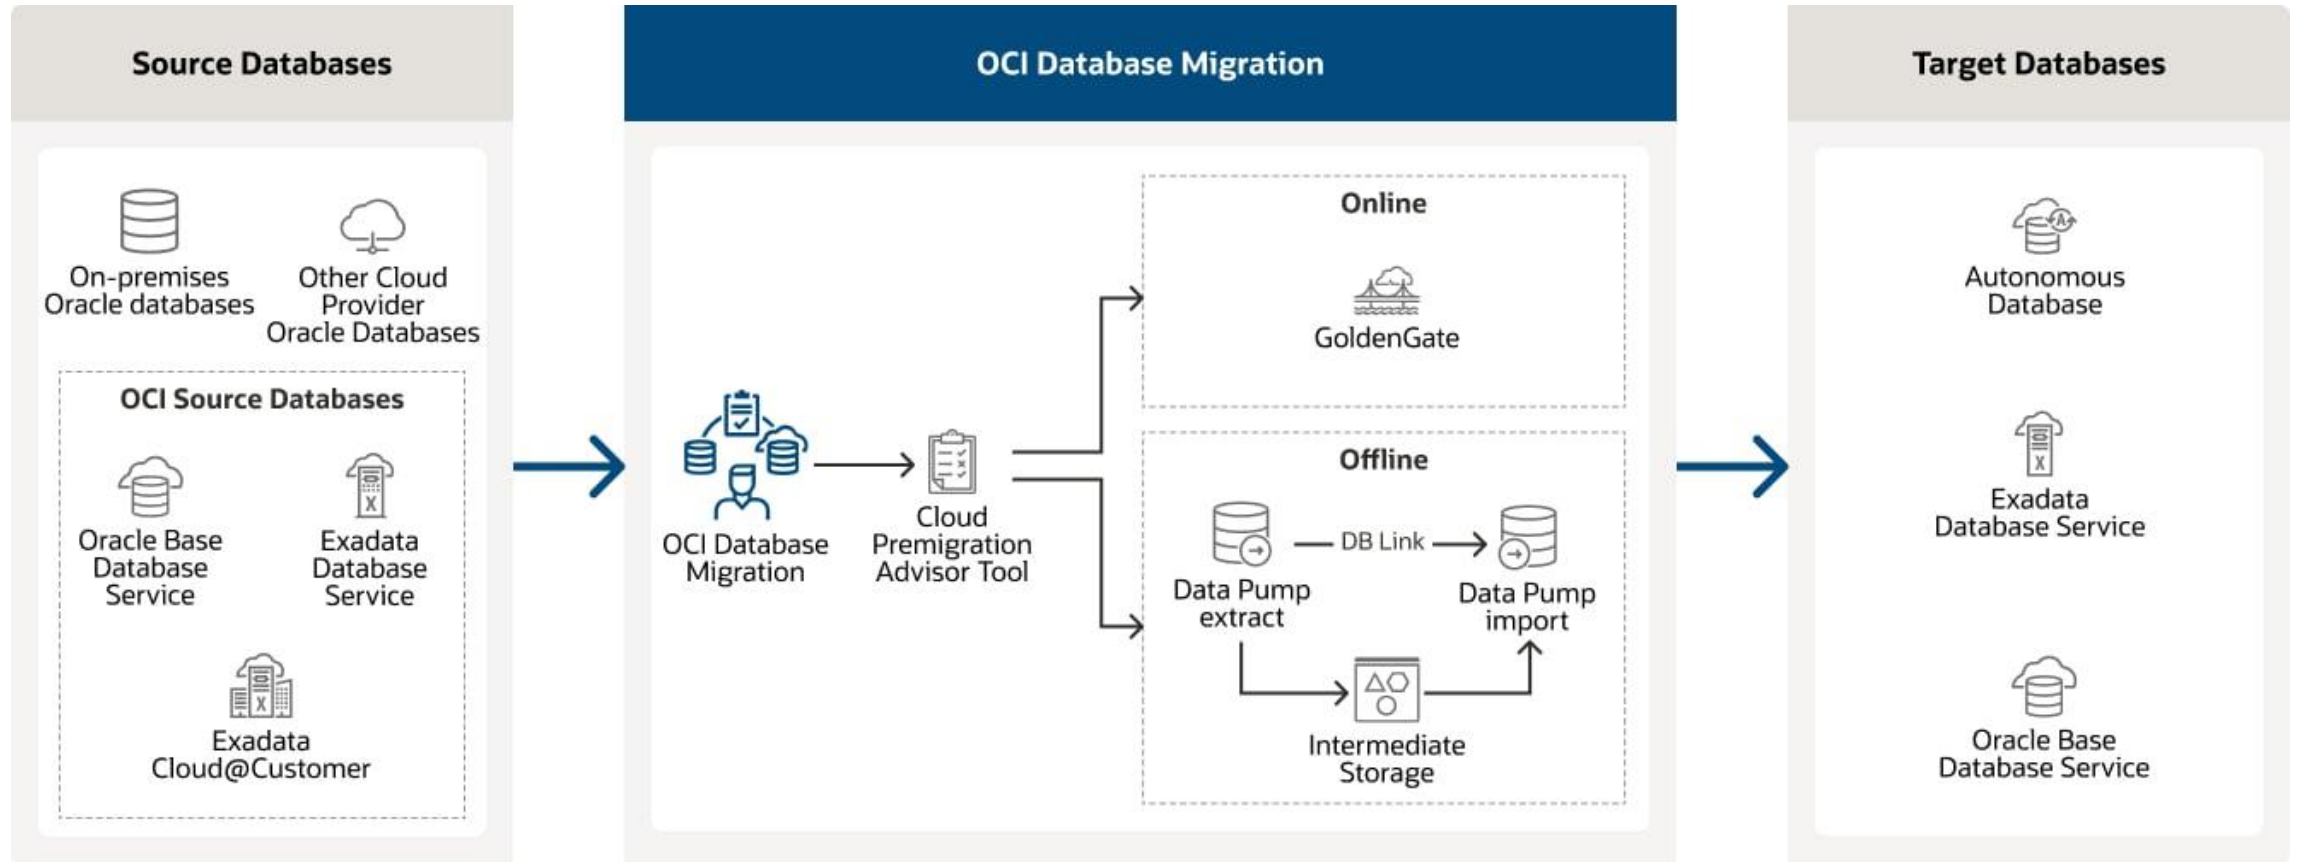 Source Databases
On-premises
Oracle databases
Other Cloud
Provider
Oracle Databases
OCI Source Databases
Oracle Base
Database
Service
Exadata
Database
Service
Exadata
Cloud@Customer
OCI Database Migration
OCI Database
Migration
Cloud
Premigration
Advisor Tool
Online
GoldenGate
Offline
Data Pump
extract
DB Link
Data Pump
import
Intermediate
Storage
Target Databases
A
Autonomous
Database
X
Exadata
Database Service
Oracle Base
Database Service